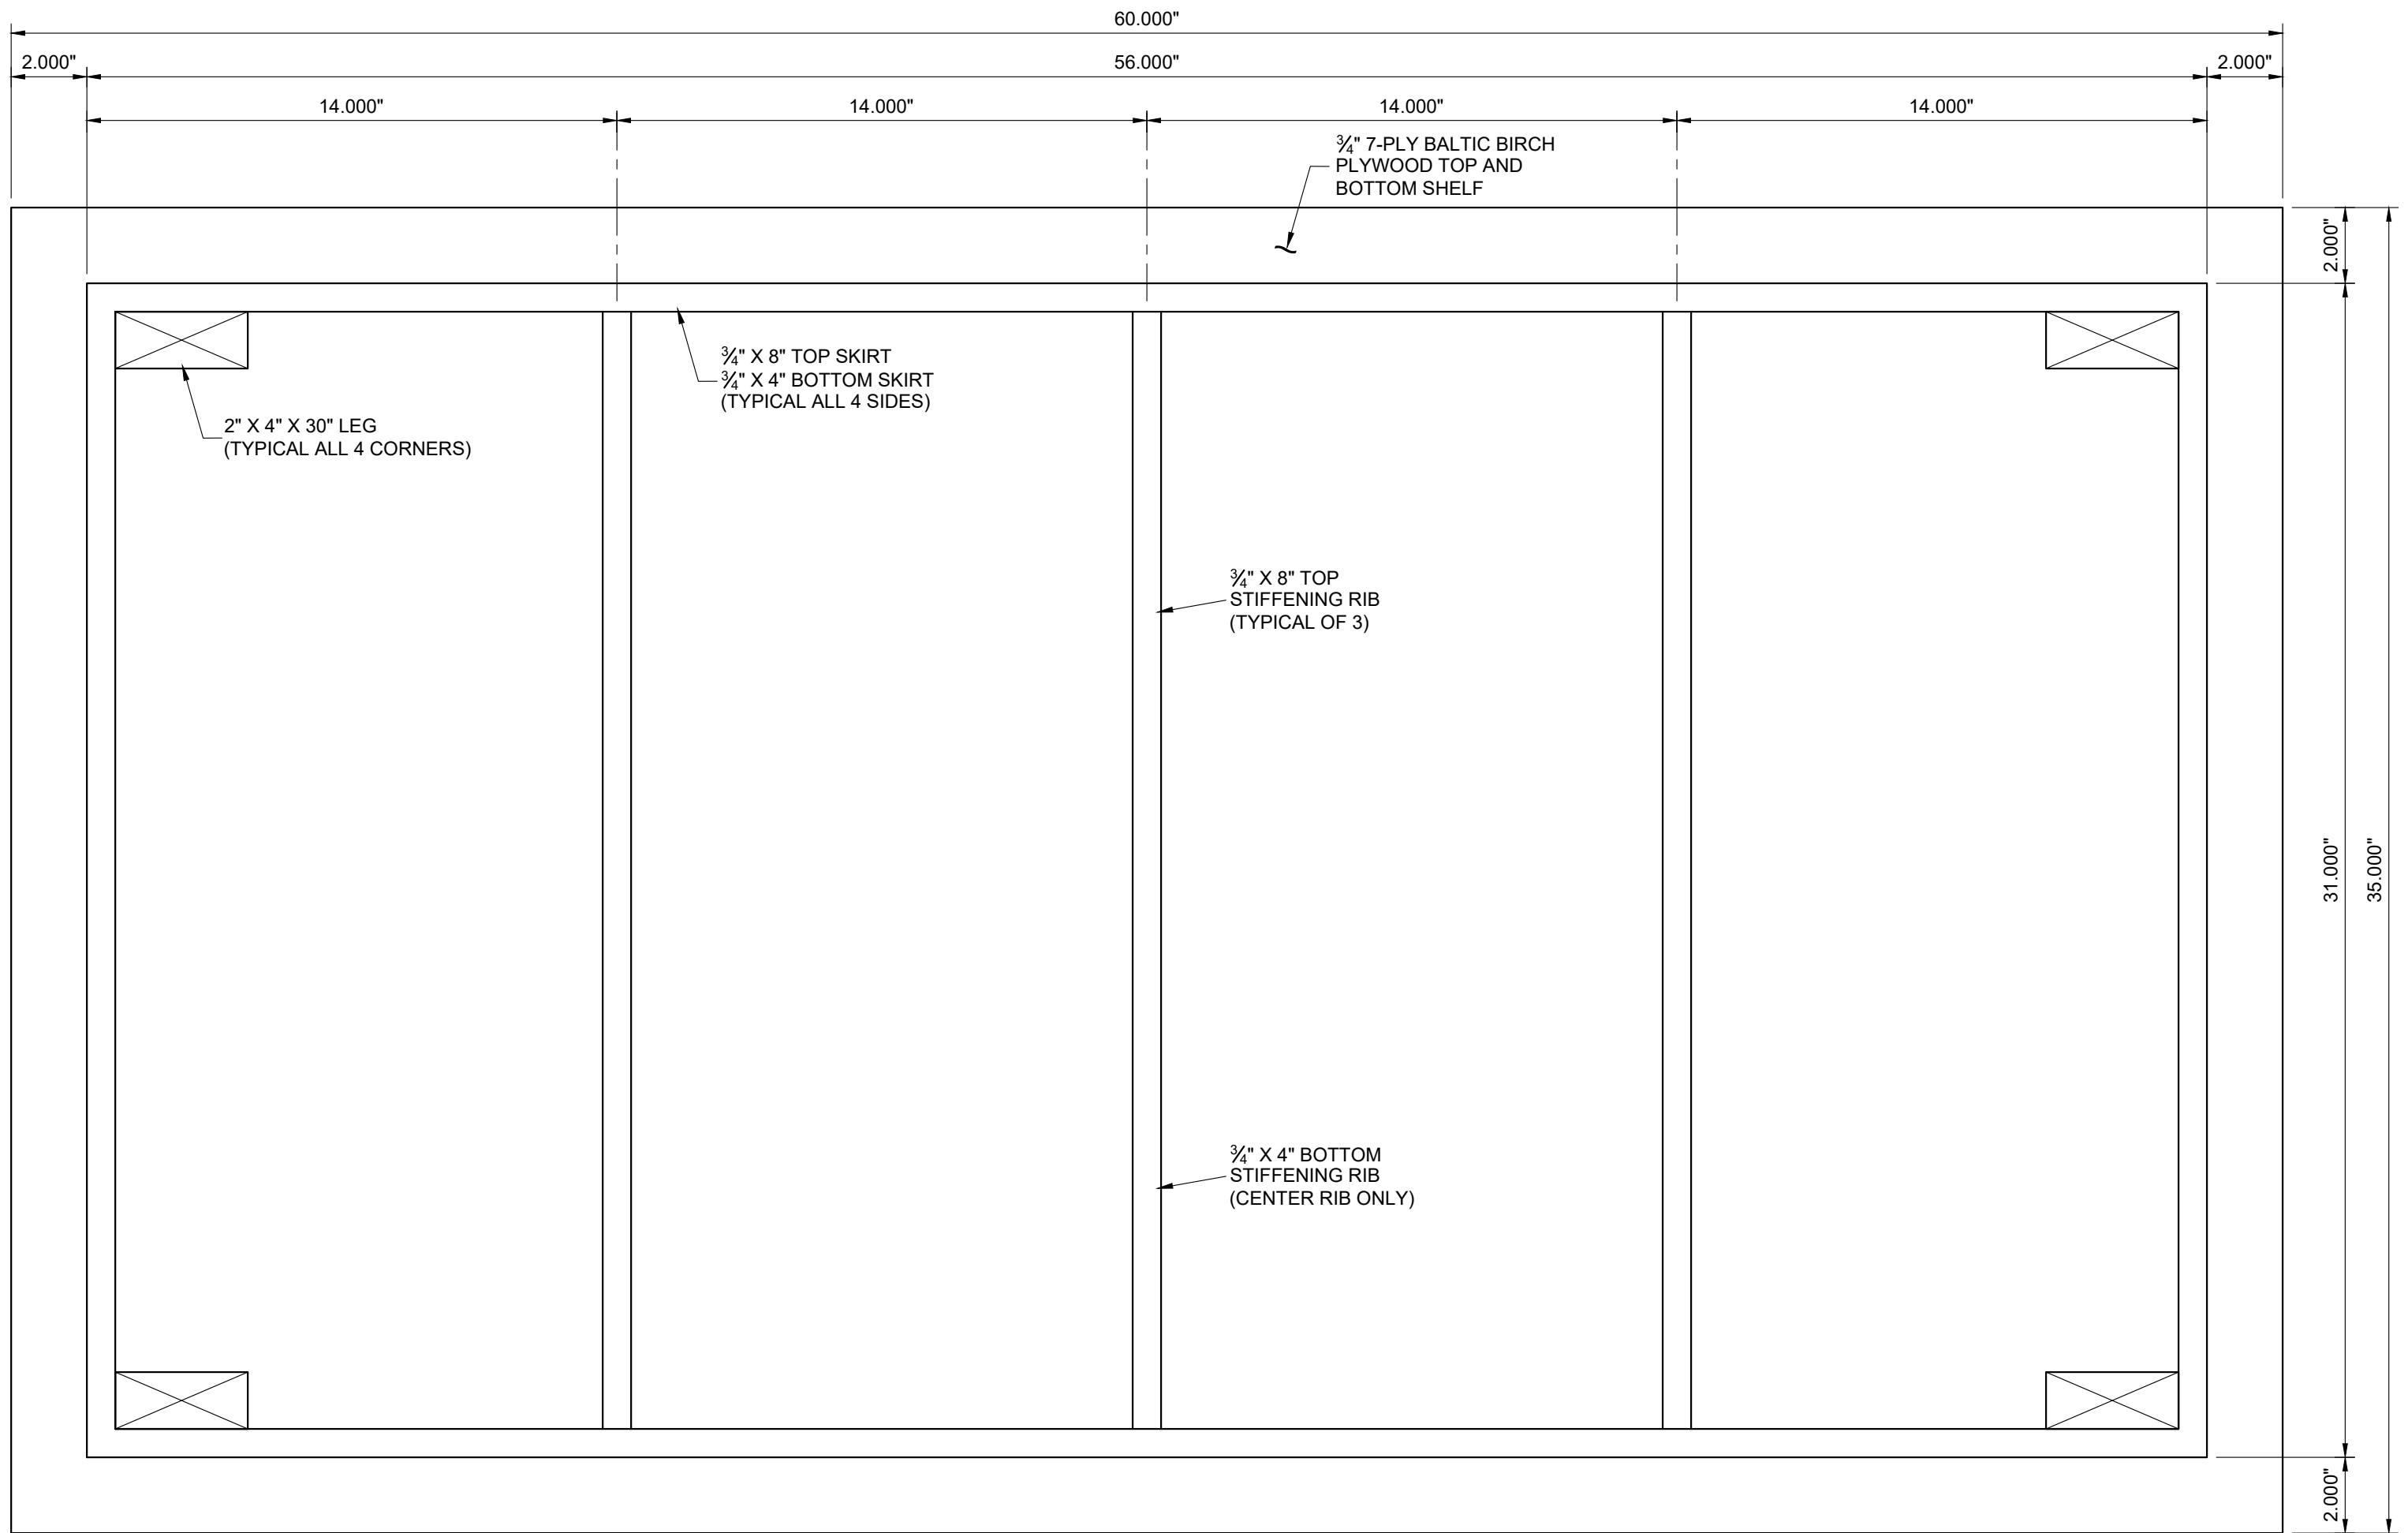 60.000"
2.000"
56.000"
2.000"
14.000"
14.000"
14.000"
14.000"
¾" 7-PLY BALTIC BIRCH
PLYWOOD TOP AND
BOTTOM SHELF
2.000"
¾" X 8" TOP SKIRT
¾" X 4" BOTTOM SKIRT
(TYPICAL ALL 4 SIDES)
2" X 4" X 30" LEG
(TYPICAL ALL 4 CORNERS)
¾" X 8" TOP
STIFFENING RIB
(TYPICAL OF 3)
31.000"
35.000"
¾" X 4" BOTTOM
STIFFENING RIB
(CENTER RIB ONLY)
2.000"